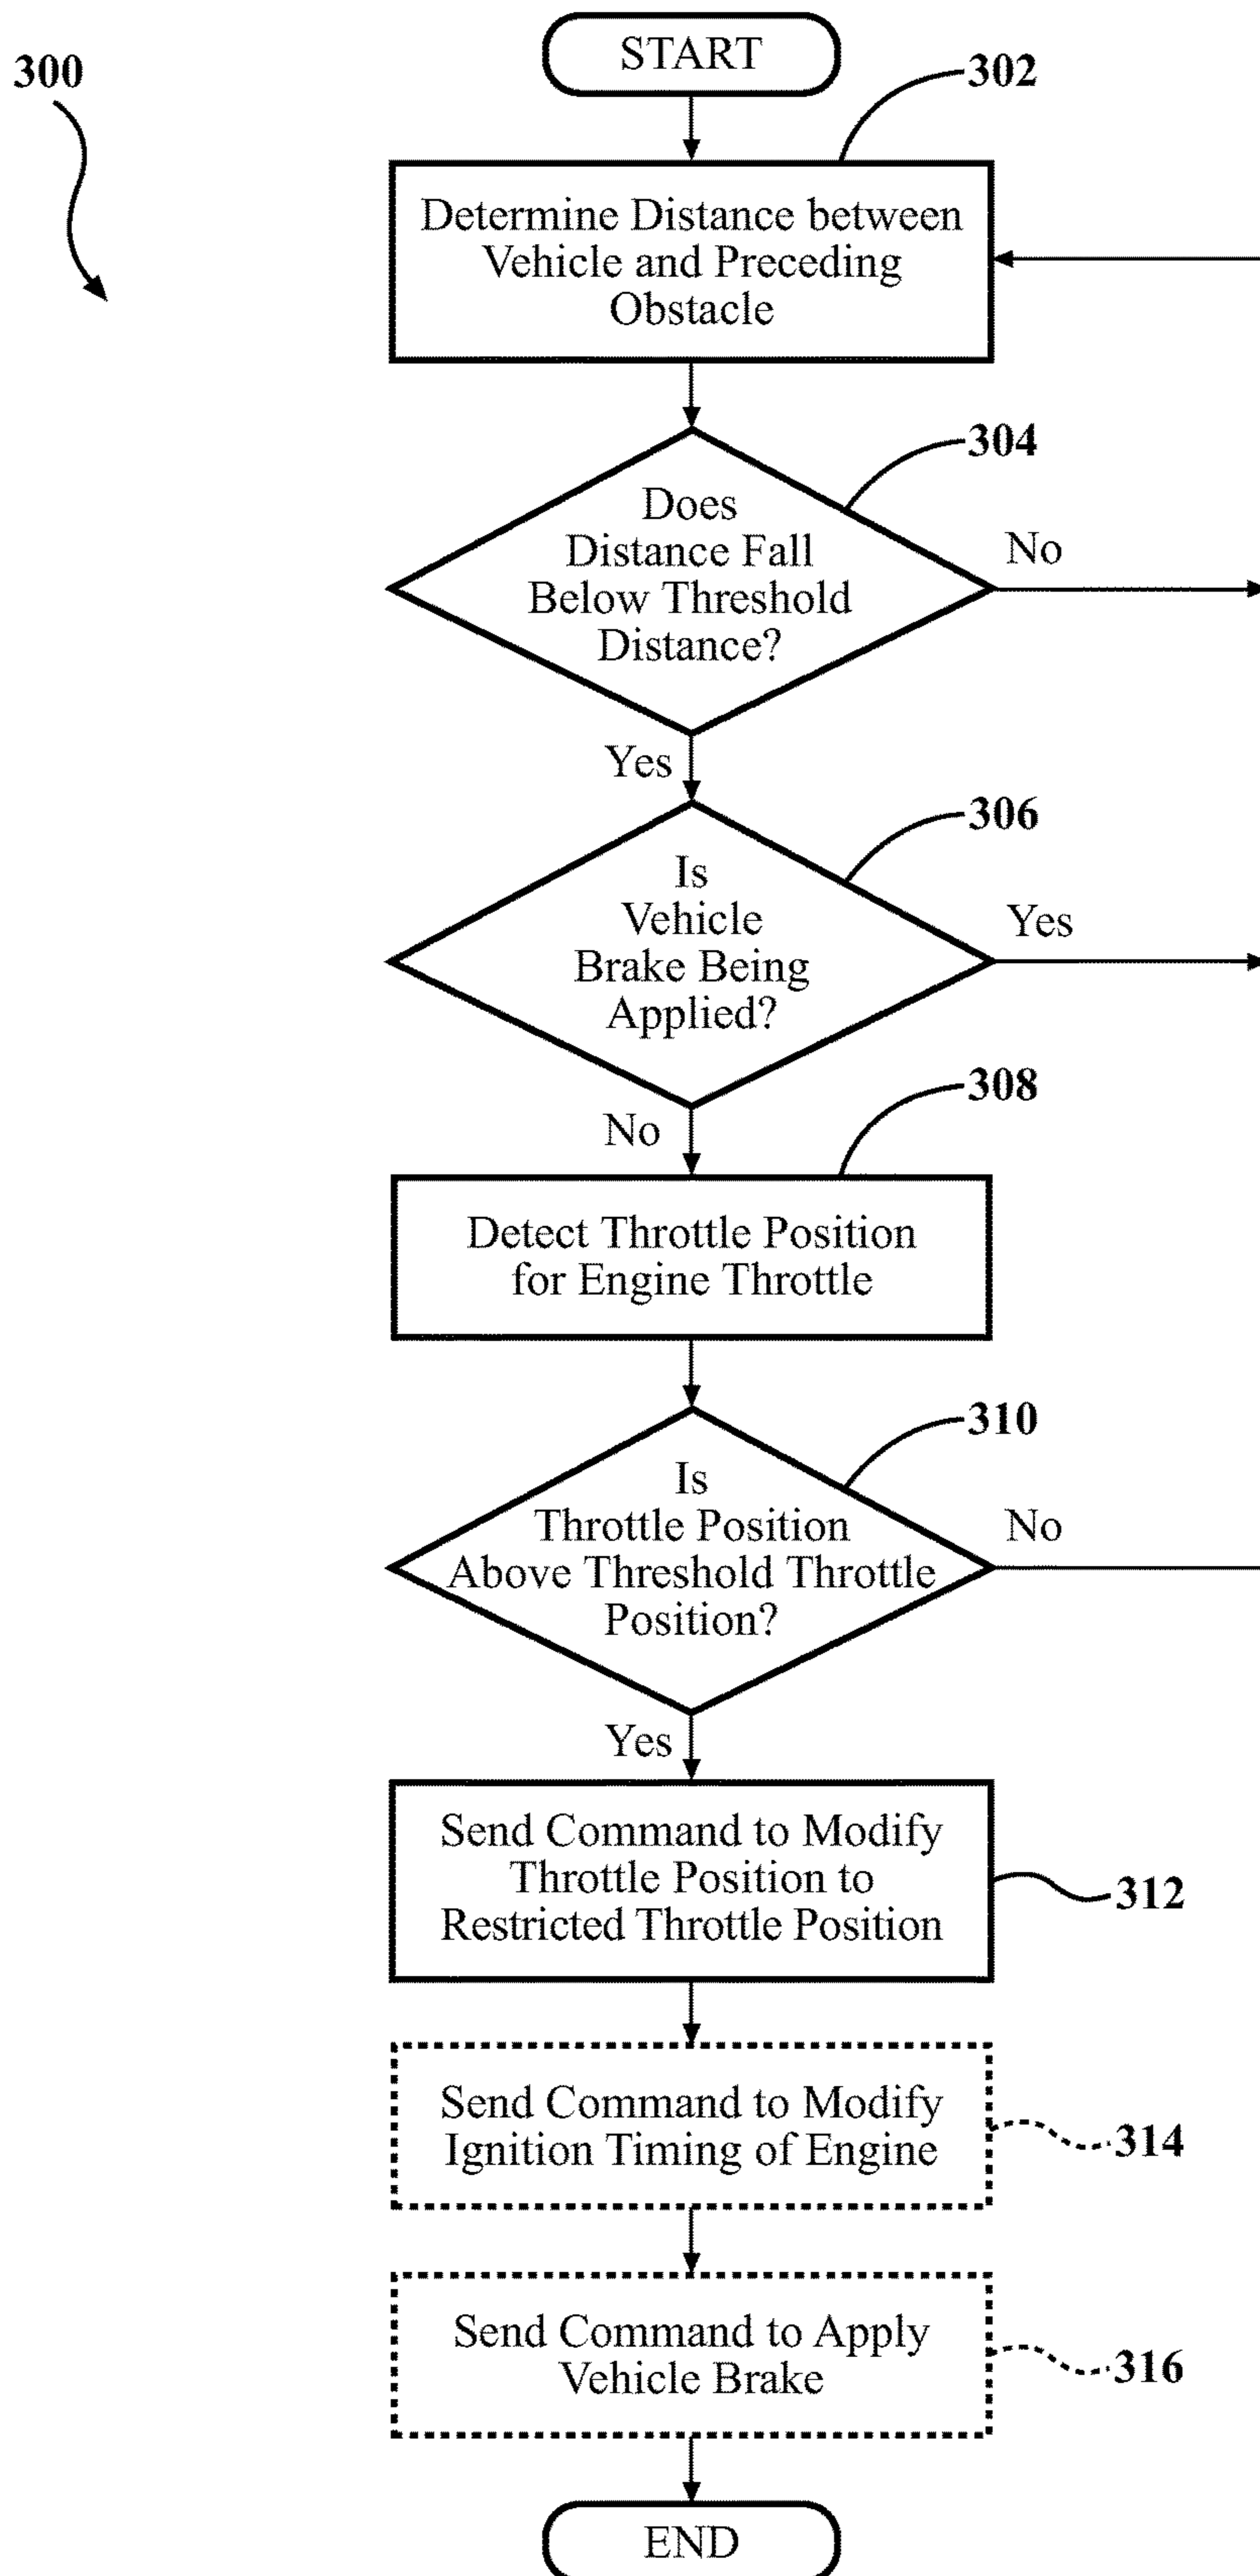 START
300
302
Determine Distance between
Vehicle and Preceding
Obstacle
304
Does
Distance Fall
Below Threshold
Distance?
No
Yes
306
Is
Vehicle
Brake Being
Applied?
Yes
No
308
Detect Throttle Position
for Engine Throttle
310
Is
Throttle Position
Above Threshold Throttle
Position?
No
Yes
Send Command to Modify
Throttle Position to
Restricted Throttle Position
312
Send Command to Modify
Ignition Timing of Engine
314
Send Command to Apply
Vehicle Brake
316
END